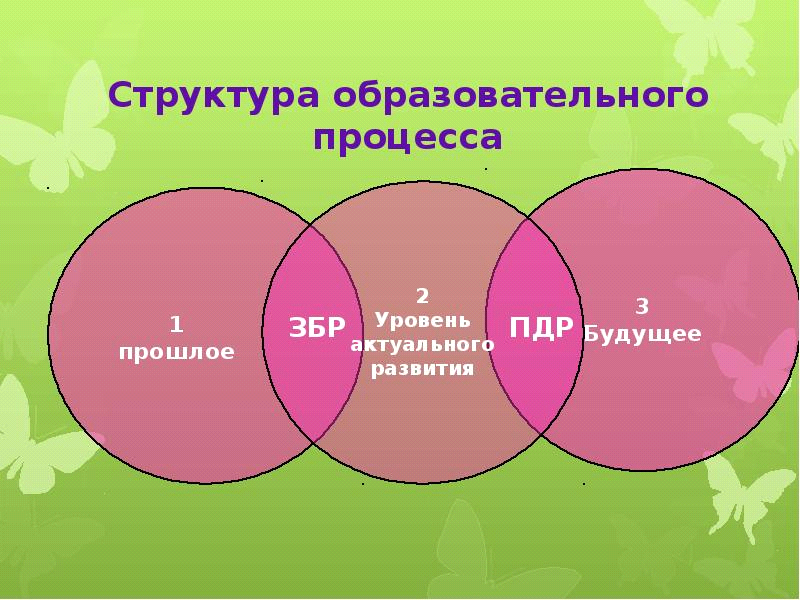 Структура образовательного
процесса
1
прошлое
ЗБР
2
Уровень
актуального
развития
ПДР
3
Будущее